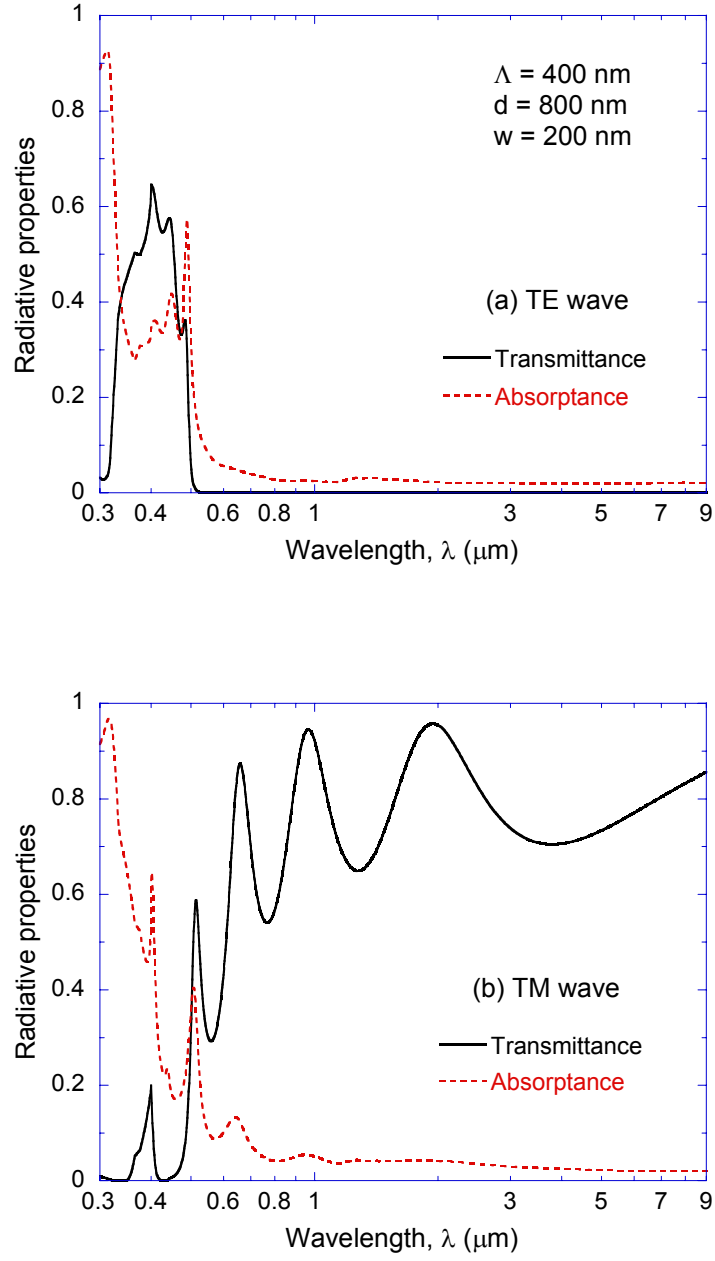 1
0.8
0.6
0.4
0.2
0
Radiative properties
Λ = 400 nm
d = 800 nm
w = 200 nm
(a) TE wave
Transmittance
Absorptance
0.3 0.4 0.6 0.8 1 3 5 7 9
Wavelength, λ (μm)
1
0.8
0.6
0.4
0.2
0
Radiative properties
(b) TM wave
Transmittance
Absorptance
0.3 0.4 0.6 0.8 1 3 5 7 9
Wavelength, λ (μm)